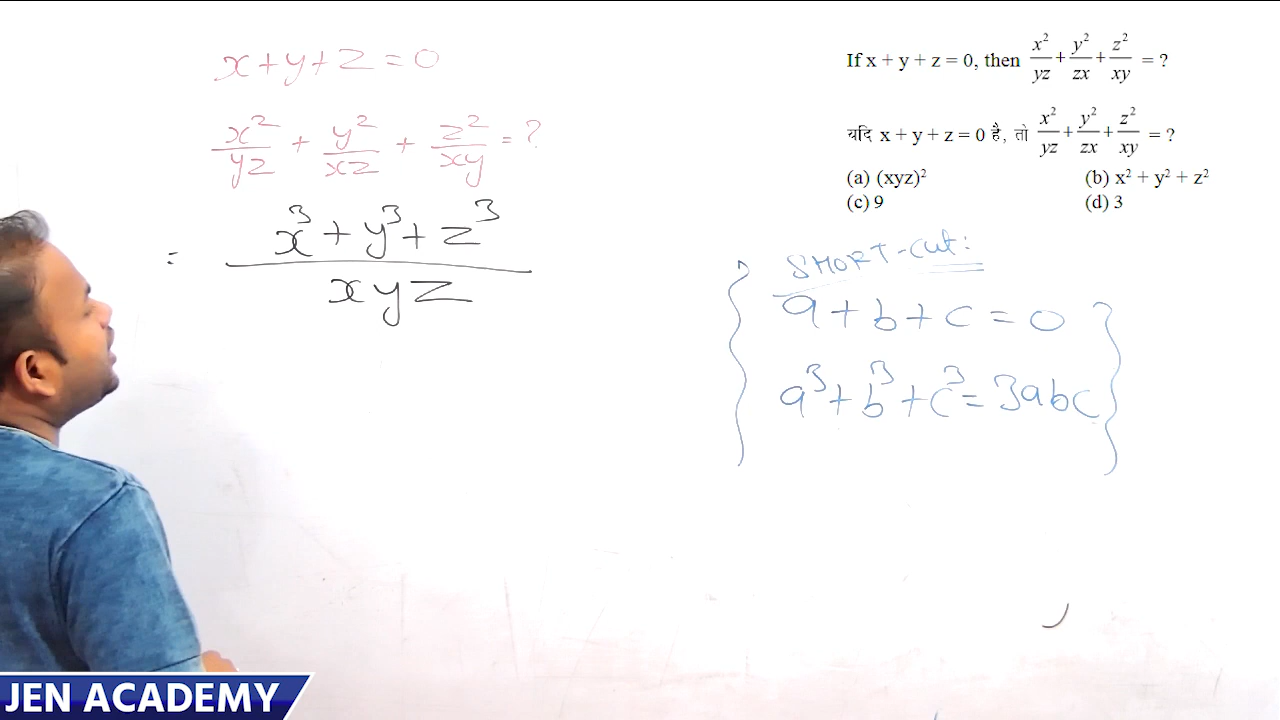 x+y+z=0
x²/yz + y²/xz + z²/xy = ?
= x³+y³+z³/xyz
If x + y + z = 0, then x²/yz + y²/zx + z²/xy = ?
यदि x + y + z = 0 है, तो x²/yz + y²/zx + z²/xy = ?
(a) (xyz)² (b) x² + y² + z²
(c) 9 (d) 3
SHORT-cut:
a+b+c=0
a³+b³+c³=3abc
JEN ACADEMY